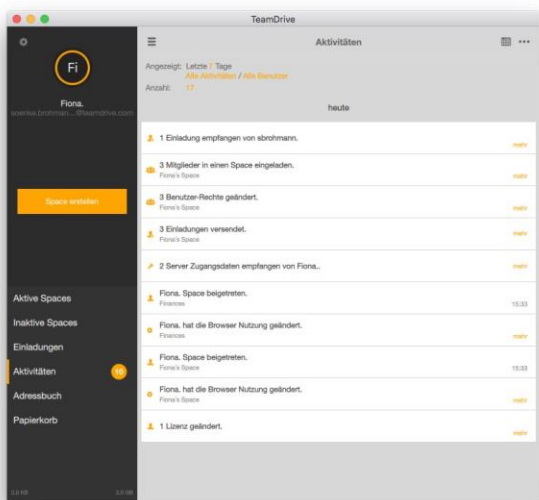 TeamDrive
Fi
Fiona.
soenke.brohman...@teamdrive.com
Space erstellen
Aktive Spaces
Inaktive Spaces
Einladungen
Aktivitäten
10
Adressbuch
Papierkorb
Aktivitäten
Angezeigt: Letzte 7 Tage
Alle Aktivitäten / Alle Benutzer
Anzahl: 17
heute
1 Einladung empfangen von sbrohmann.
mehr
3 Mitglieder in einen Space eingeladen.
Fiona's Space
mehr
3 Benutzer-Rechte geändert.
Fiona's Space
mehr
3 Einladungen versendet.
Fiona's Space
mehr
2 Server Zugangsdaten empfangen von Fiona..
mehr
Fiona. Space beigetreten.
Finances
15:33
Fiona. hat die Browser Nutzung geändert.
Finances
mehr
Fiona. Space beigetreten.
Fiona's Space
15:33
Fiona. hat die Browser Nutzung geändert.
Fiona's Space
mehr
1 Lizenz geändert.
mehr